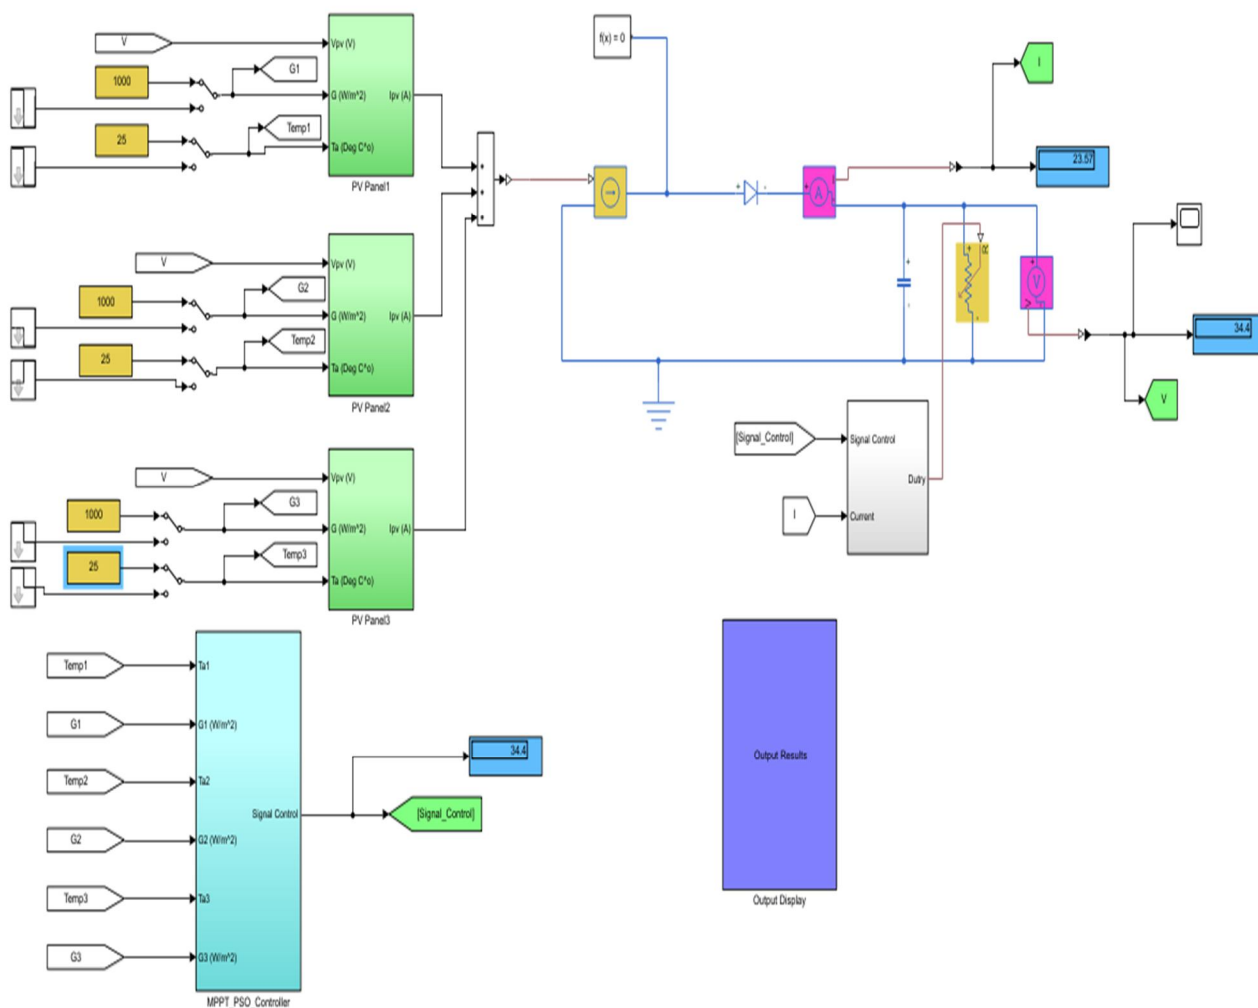 V
Vpv (V)
1000
G1
G (W/m^2)
Ipv (A)
25
Temp1
Ta (Deg C^o)
PV Panel1
V
Vpv (V)
1000
G2
G (W/m^2)
Ipv (A)
25
Temp2
Ta (Deg C^o)
PV Panel2
V
Vpv (V)
1000
G3
G (W/m^2)
Ipv (A)
25
Temp3
Ta (Deg C^o)
PV Panel3
+
+
+
f(x) = 0
+
-
+
I
A
-
I
23.57
+
-
+
R
-
+
V
V
-
34.4
V
[Signal_Control]
Signal Control
Dutry
I
Current
Temp1
Ta1
G1
G1 (W/m^2)
Temp2
Ta2
G2
G2 (W/m^2)
Temp3
Ta3
G3
G3 (W/m^2)
Signal Control
MPPT_PSO_Controller
34.4
[Signal_Control]
Output Results
Output Display